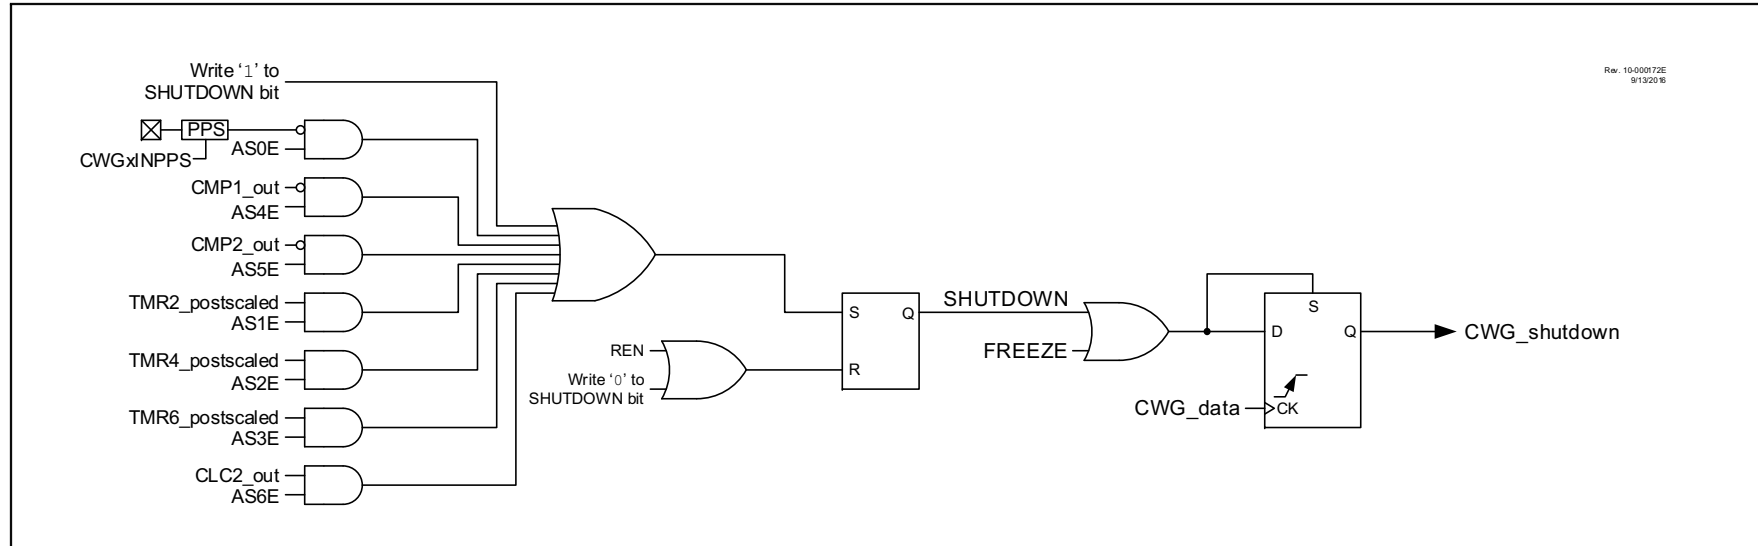 Write ‘1’ to
SHUTDOWN bit
Rev. 10-000172E
9/13/2016
PPS
AS0E
CWGxINPPS
CMP1_out
AS4E
CMP2_out
AS5E
TMR2_postscaled
AS1E
TMR4_postscaled
AS2E
TMR6_postscaled
AS3E
CLC2_out
AS6E
REN
Write ‘0’ to
SHUTDOWN bit
S
Q
R
SHUTDOWN
FREEZE
S
D
Q
CWG_data
CK
CWG_shutdown